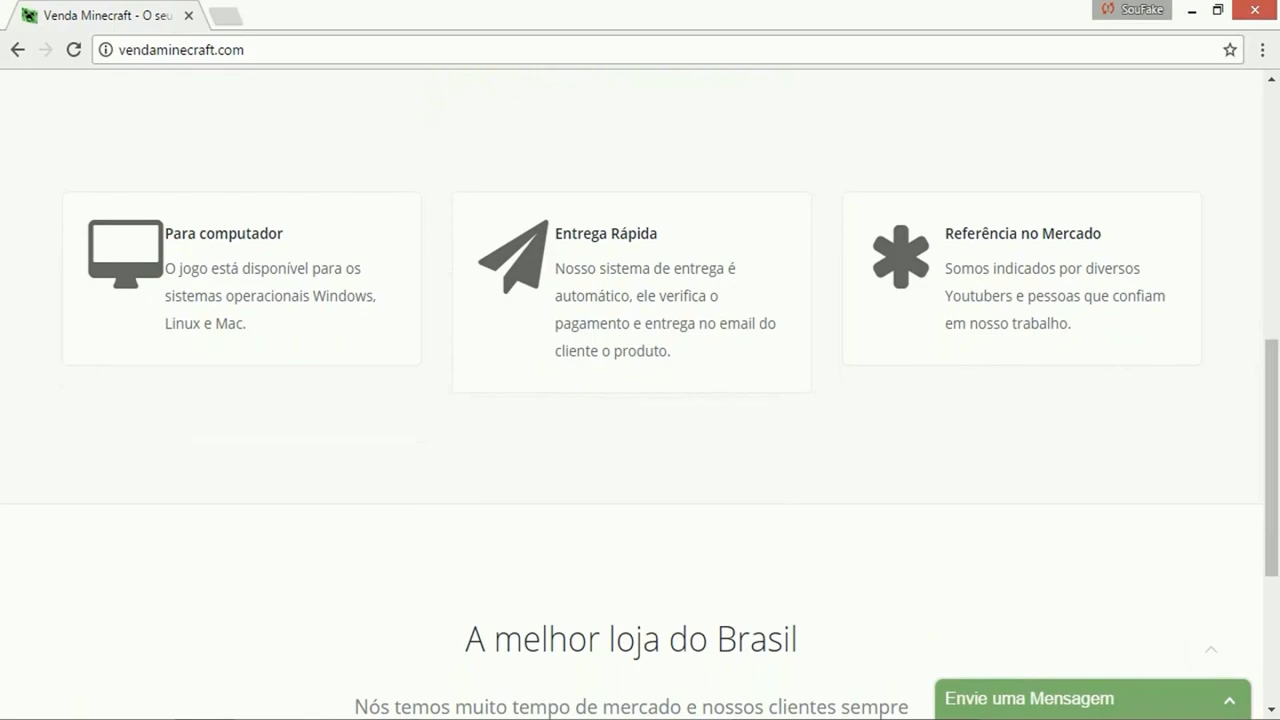 Venda Minecraft - O seu
SouFake
vendaminecraft.com
Para computador
O jogo está disponível para os
sistemas operacionais Windows,
Linux e Mac.
Entrega Rápida
Nosso sistema de entrega é
automático, ele verifica o
pagamento e entrega no email do
cliente o produto.
Referência no Mercado
Somos indicados por diversos
Youtubers e pessoas que confiam
em nosso trabalho.
A melhor loja do Brasil
Nós temos muito tempo de mercado e nossos clientes sempre
Envie uma Mensagem